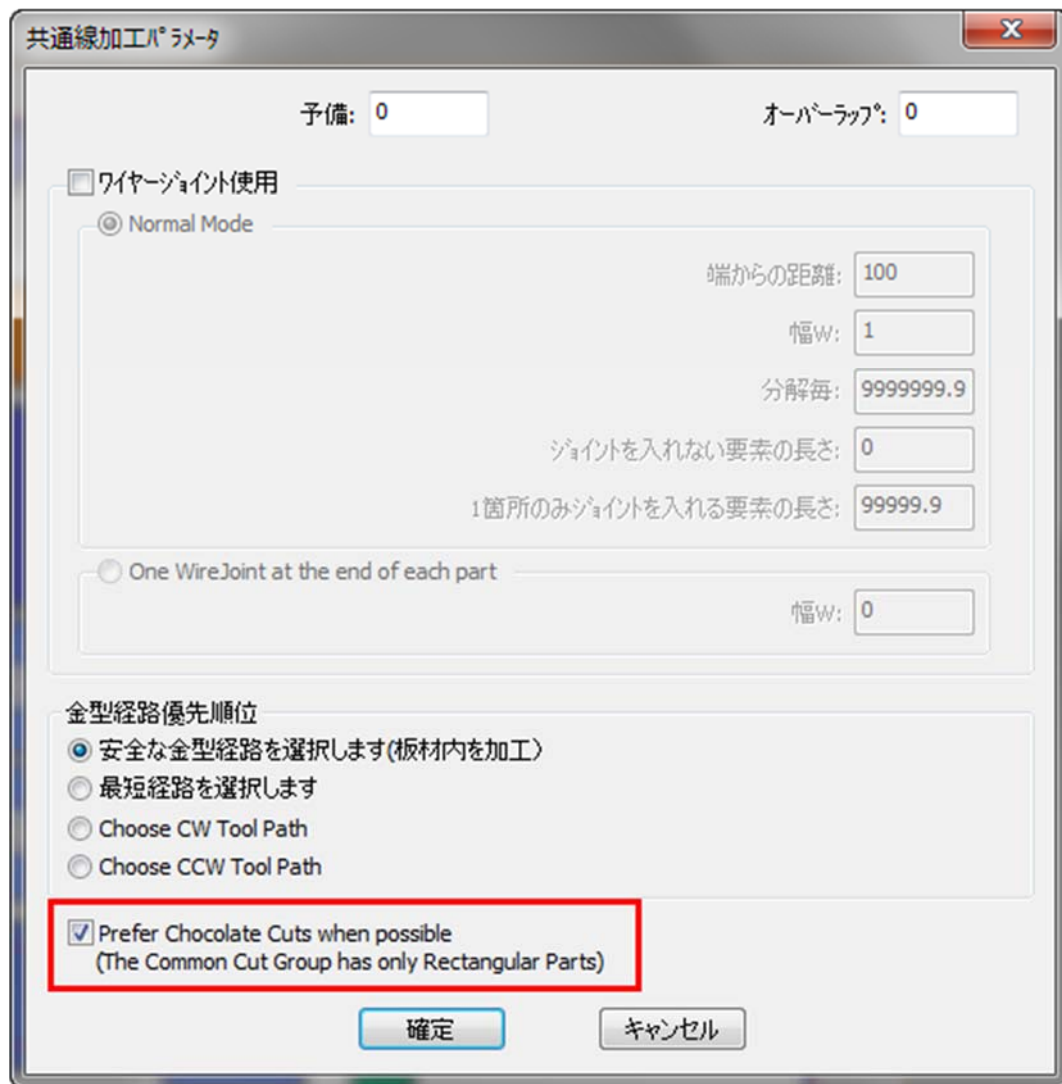 共通線加工ﾊﾟﾗﾒｰﾀ
X
予備: 0 ｵｰﾊﾞｰﾗｯﾌﾟ: 0
ﾜｲﾔｰｼﾞｮｲﾝﾄ使用
Normal Mode
端からの距離: 100
幅W: 1
分解毎: 9999999.9
ｼﾞｮｲﾝﾄを入れない要素の長さ: 0
1箇所のみｼﾞｮｲﾝﾄを入れる要素の長さ: 99999.9
One WireJoint at the end of each part
幅W: 0
金型経路優先順位
安全な金型経路を選択します(板材内を加工)
最短経路を選択します
Choose CW Tool Path
Choose CCW Tool Path
Prefer Chocolate Cuts when possible
(The Common Cut Group has only Rectangular Parts)
確定 キャンセル